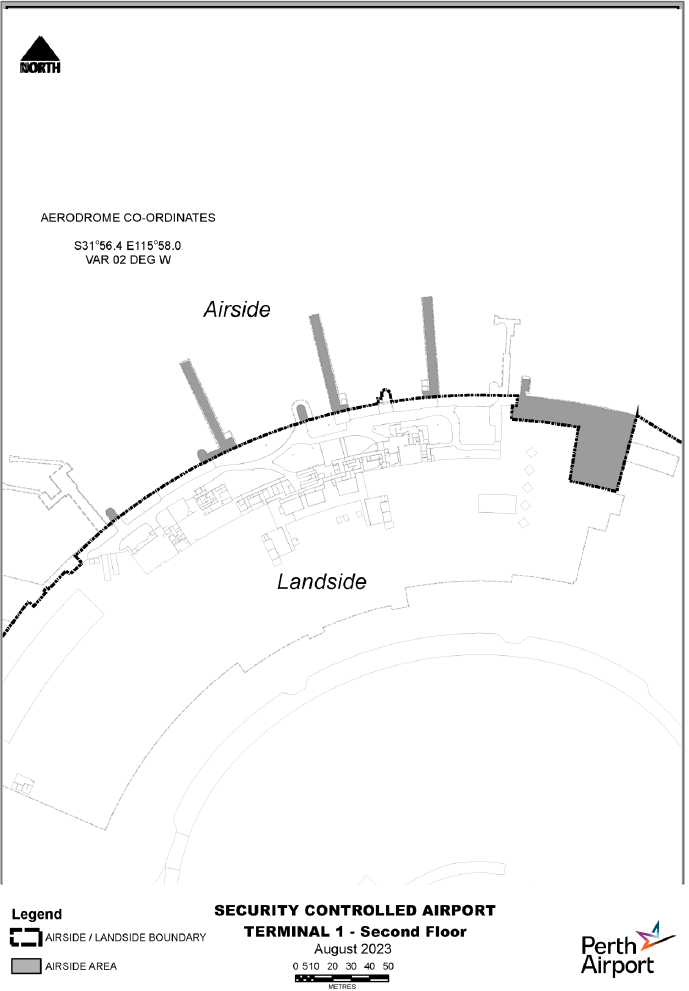 NORTH
AERODROME CO-ORDINATES
S31°56.4 E115°58.0
VAR 02 DEG W
Airside
Landside
Legend
AIRSIDE / LANDSIDE BOUNDARY
AIRSIDE AREA
SECURITY CONTROLLED AIRPORT
TERMINAL 1 - Second Floor
August 2023
0 5 10 20 30 40 50
METRES
Perth
Airport